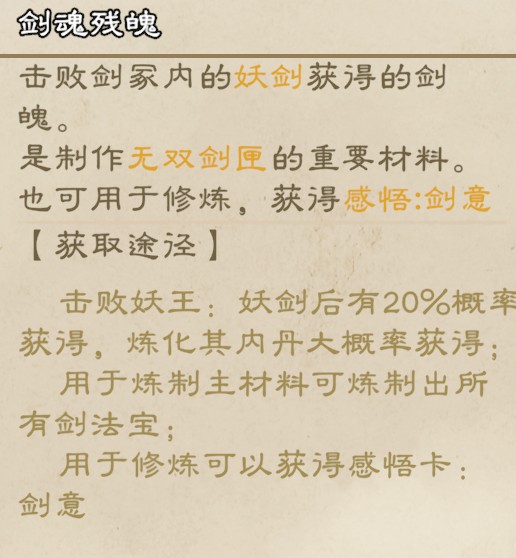 剑魂残魄
击败剑冢内的妖剑获得的剑
魄。
是制作无双剑匣的重要材料。
也可用于修炼，获得感悟:剑意
【获取途径】
击败妖王：妖剑后有20%概率
获得，炼化其内丹大概率获得；
用于炼制主材料可炼制出所
有剑法宝；
用于修炼可以获得感悟卡：
剑意